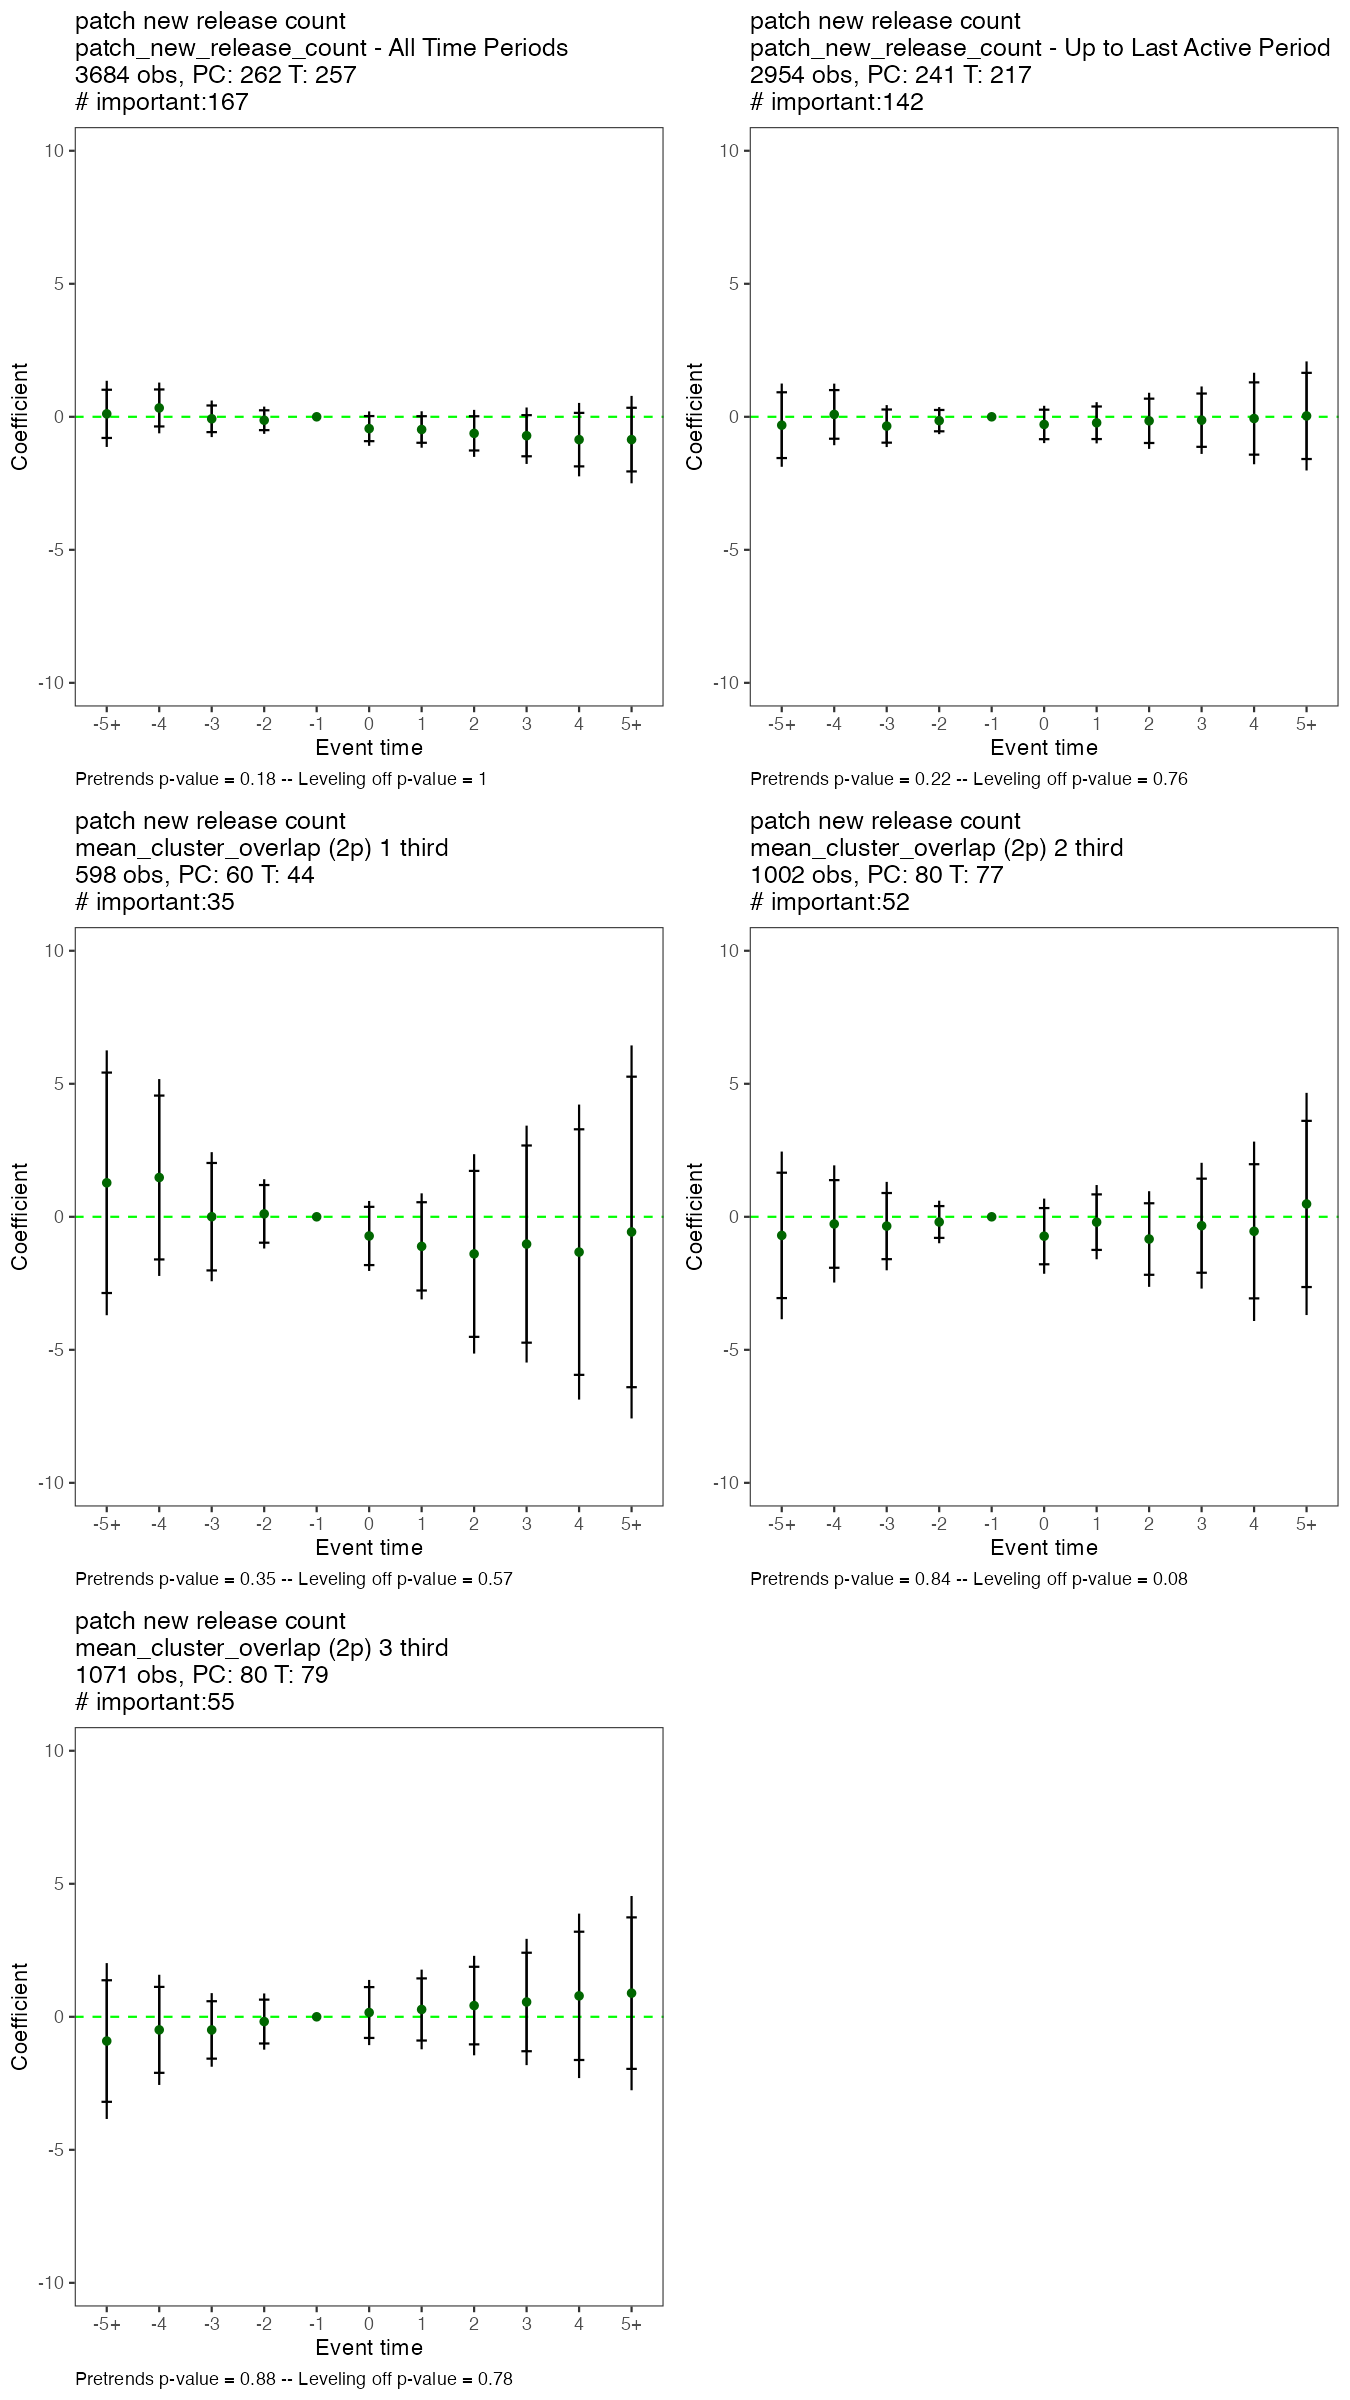 patch new release count
patch_new_release_count - All Time Periods
3684 obs, PC: 262 T: 257
# important:167
10
5
0
-5
-10
Coefficient
-5+ -4 -3 -2 -1 0 1 2 3 4 5+
Event time
Pretrends p-value = 0.18 -- Leveling off p-value = 1
patch new release count
patch_new_release_count - Up to Last Active Period
2954 obs, PC: 241 T: 217
# important:142
10
5
0
-5
-10
Coefficient
-5+ -4 -3 -2 -1 0 1 2 3 4 5+
Event time
Pretrends p-value = 0.22 -- Leveling off p-value = 0.76
patch new release count
mean_cluster_overlap (2p) 1 third
598 obs, PC: 60 T: 44
# important:35
10
5
0
-5
-10
Coefficient
-5+ -4 -3 -2 -1 0 1 2 3 4 5+
Event time
Pretrends p-value = 0.35 -- Leveling off p-value = 0.57
patch new release count
mean_cluster_overlap (2p) 2 third
1002 obs, PC: 80 T: 77
# important:52
10
5
0
-5
-10
Coefficient
-5+ -4 -3 -2 -1 0 1 2 3 4 5+
Event time
Pretrends p-value = 0.84 -- Leveling off p-value = 0.08
patch new release count
mean_cluster_overlap (2p) 3 third
1071 obs, PC: 80 T: 79
# important:55
10
5
0
-5
-10
Coefficient
-5+ -4 -3 -2 -1 0 1 2 3 4 5+
Event time
Pretrends p-value = 0.88 -- Leveling off p-value = 0.78